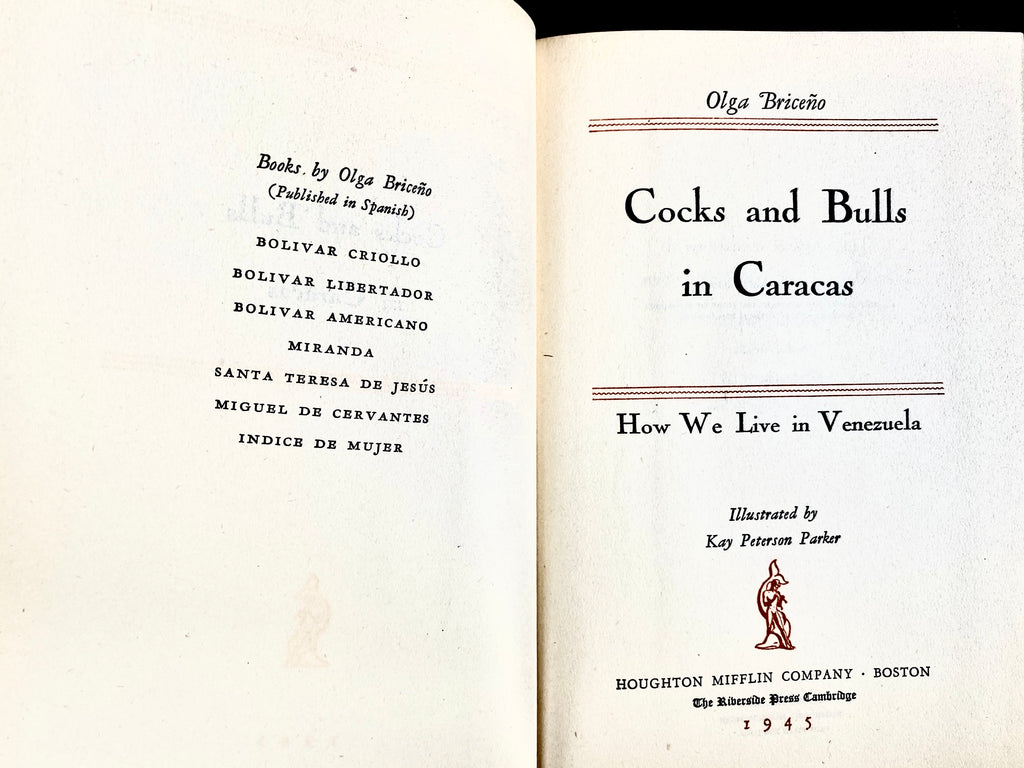 Books by Olga Briceño
(Published in Spanish)
BOLIVAR CRIOLLO
BOLIVAR LIBERTADOR
BOLIVAR AMERICANO
MIRANDA
SANTA TERESA DE JESÚS
MIGUEL DE CERVANTES
INDICE DE MUJER
Olga Briceño
Cocks and Bulls
in Caracas
How We Live in Venezuela
Illustrated by
Kay Peterson Parker
HOUGHTON MIFFLIN COMPANY · BOSTON
The Riverside Press Cambridge
1945